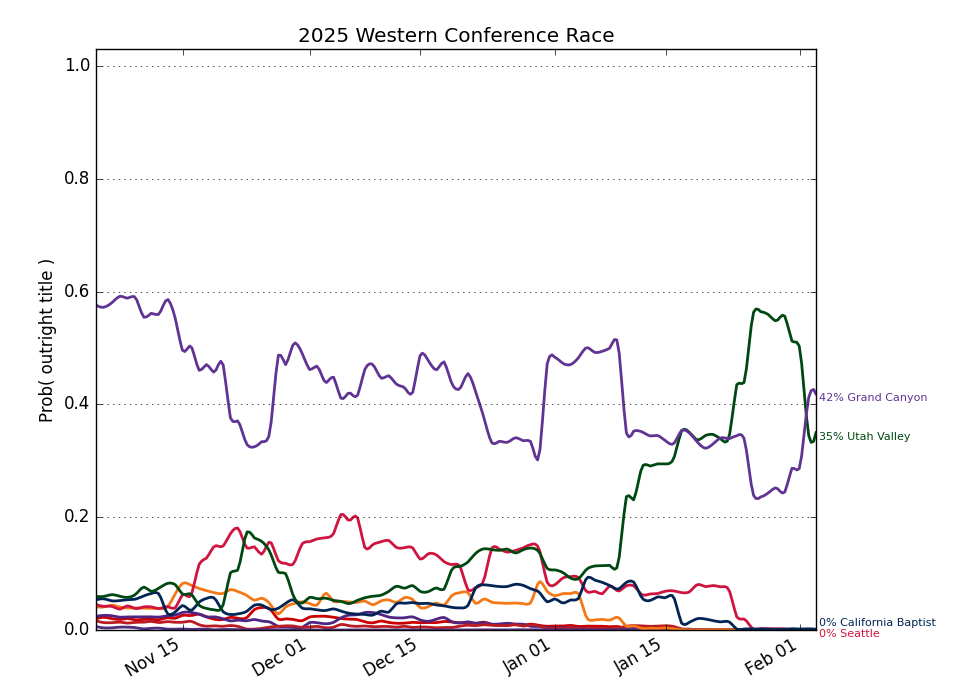 2025 Western Conference Race
1.0
0.8
0.6
0.4
0.2
0.0
Prob( outright title )
42% Grand Canyon
35% Utah Valley
0% California Baptist
0% Seattle
Nov 15
Dec 01
Dec 15
Jan 01
Jan 15
Feb 01